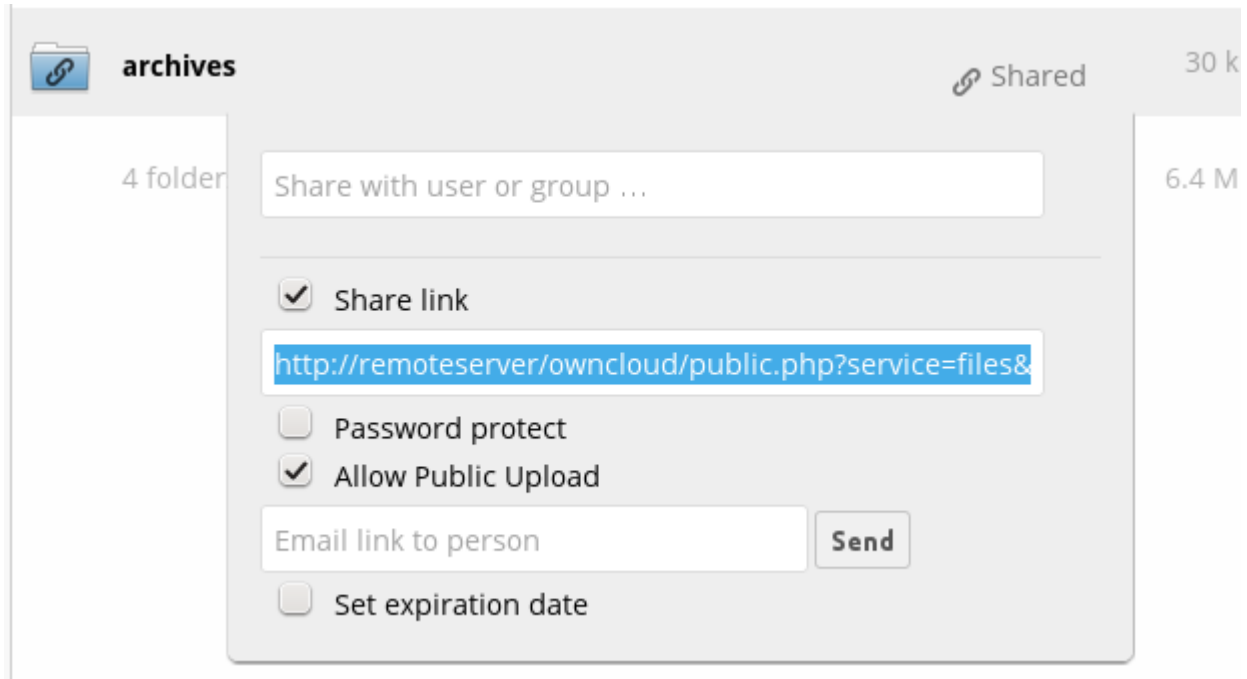 archives Shared 30 k
4 folder 6.4 M
Share with user or group ...
Share link
http://remoteserver/owncloud/public.php?service=files&
Password protect
Allow Public Upload
Email link to person Send
Set expiration date